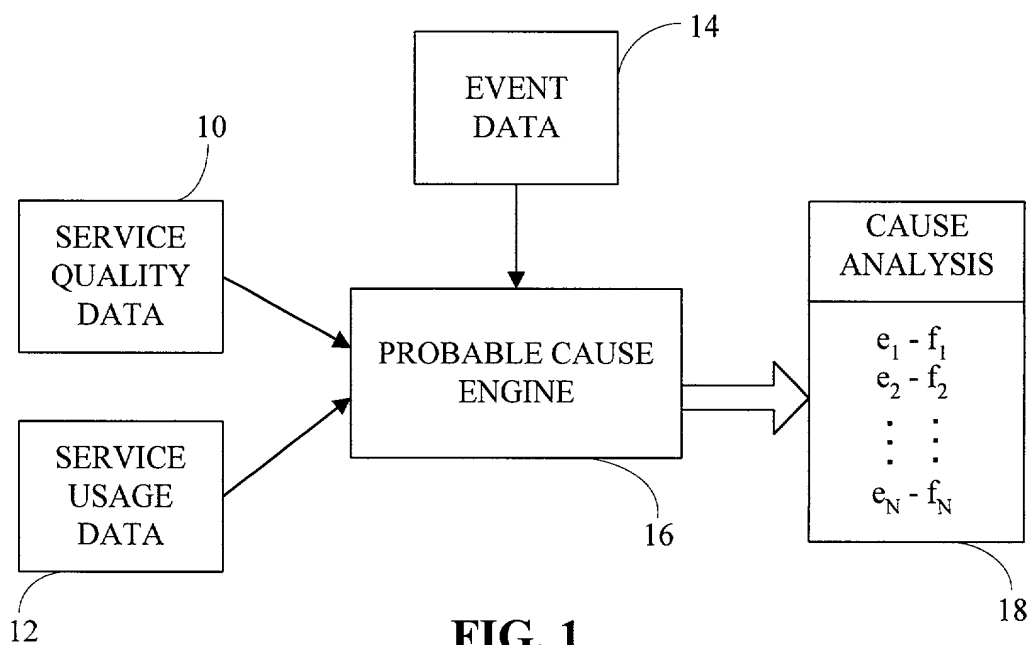 14
EVENT
DATA
10
SERVICE
QUALITY
DATA
CAUSE
ANALYSIS
PROBABLE CAUSE
ENGINE
e₁ - f₁
e₂ - f₂
. .
. .
. .
eN - fN
SERVICE
USAGE
DATA
16
18
12
FIG. 1